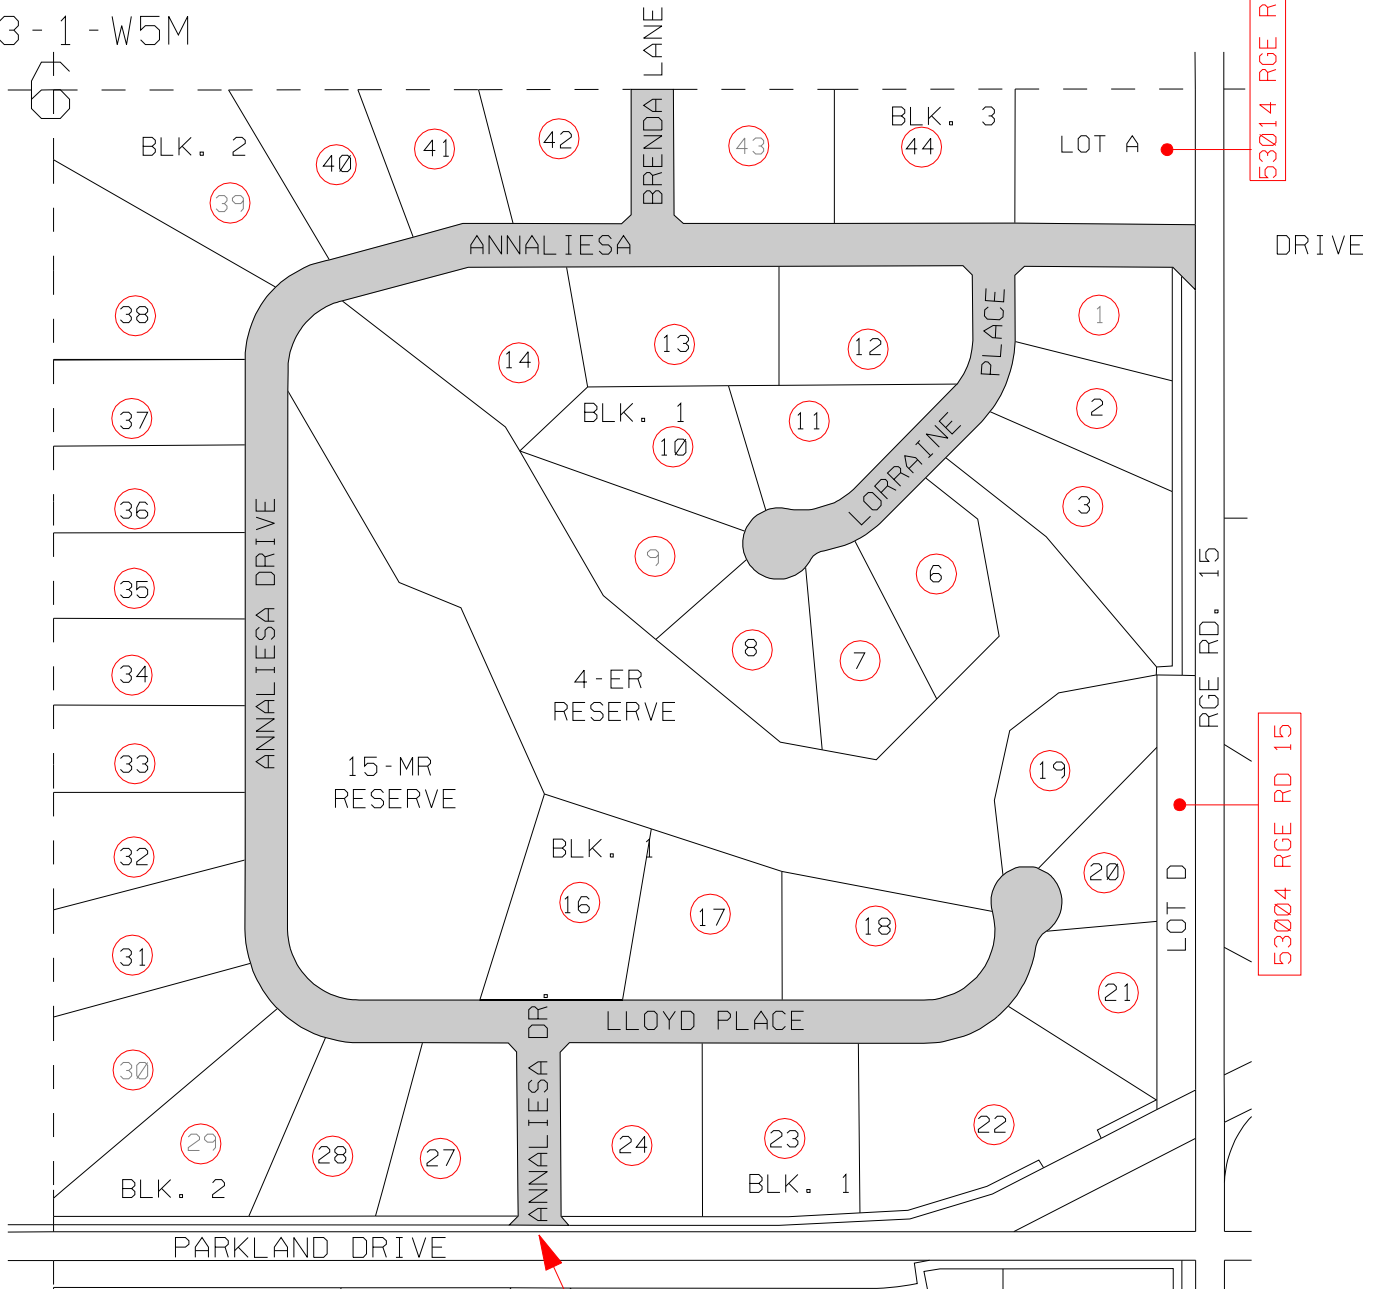 3-1-W5M
6
BRENDA LANE
53014 RGE R
BLK. 2
39
40
41
42
43
BLK. 3
44
LOT A
ANNALIESA
DRIVE
38
14
13
12
PLACE
1
37
BLK. 1
10
11
LORRAINE
2
36
ANNALIESA DRIVE
9
3
35
8
7
6
RGE RD. 15
34
4-ER
RESERVE
33
15-MR
RESERVE
19
53004 RGE RD 15
32
BLK. 1
16
17
18
20
LOT D
31
21
LLOYD PLACE
ANNALIESA DR.
30
29
BLK. 2
28
27
24
23
BLK. 1
22
PARKLAND DRIVE